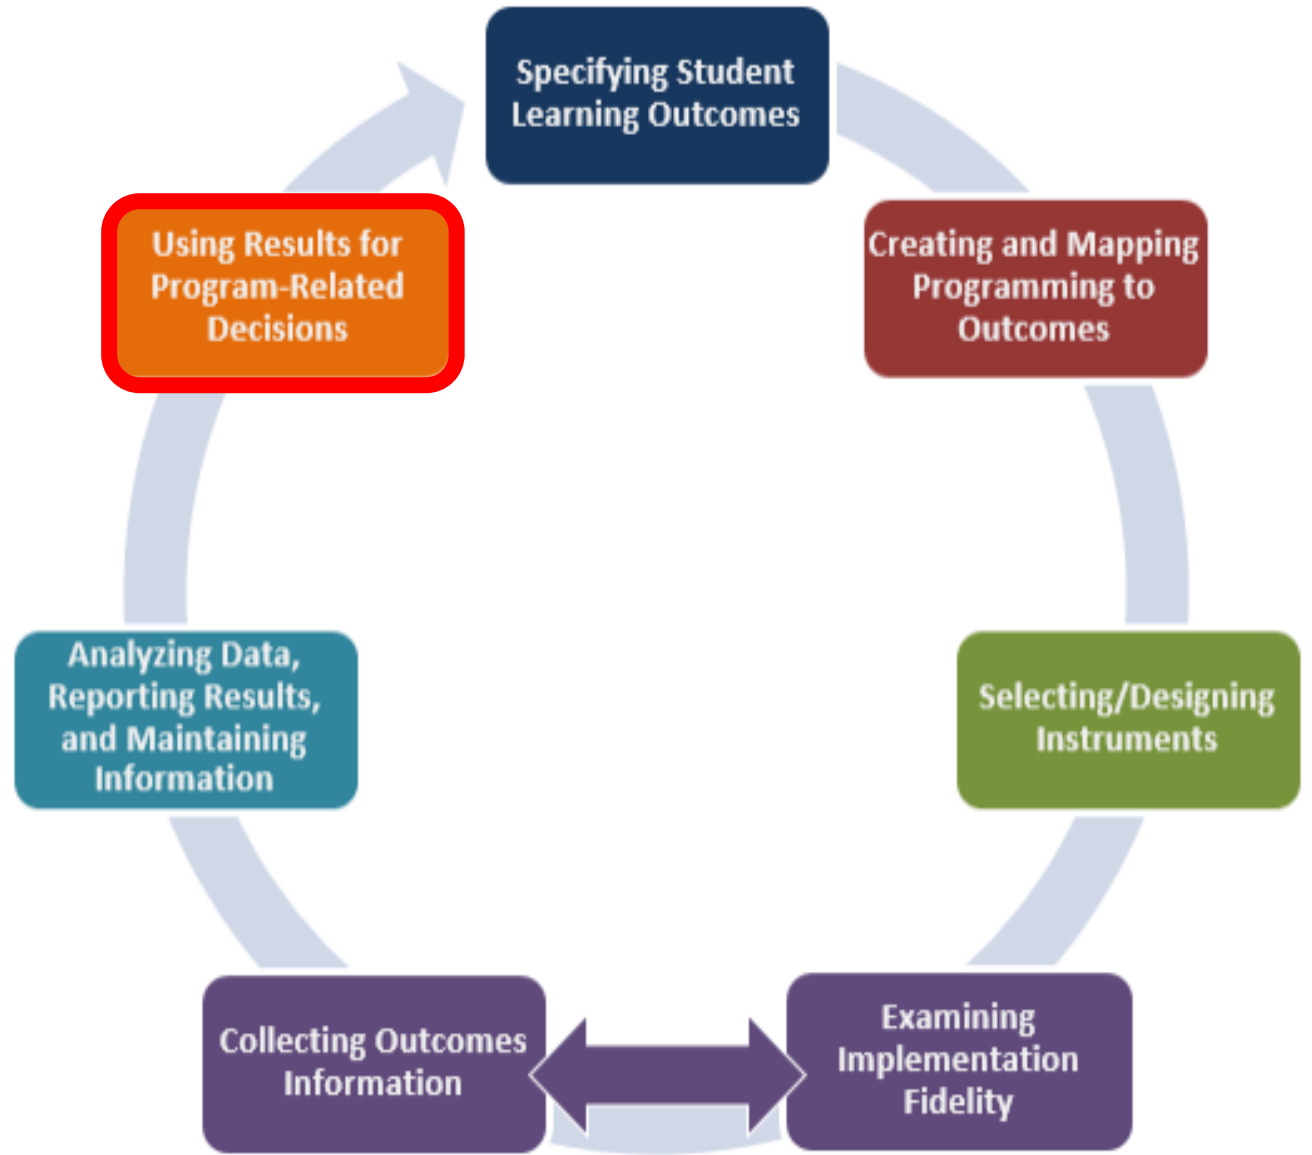 Specifying Student
Learning Outcomes
Creating and Mapping
Programming to
Outcomes
Selecting/Designing
Instruments
Examining
Implementation
Fidelity
Collecting Outcomes
Information
Analyzing Data,
Reporting Results,
and Maintaining
Information
Using Results for
Program-Related
Decisions